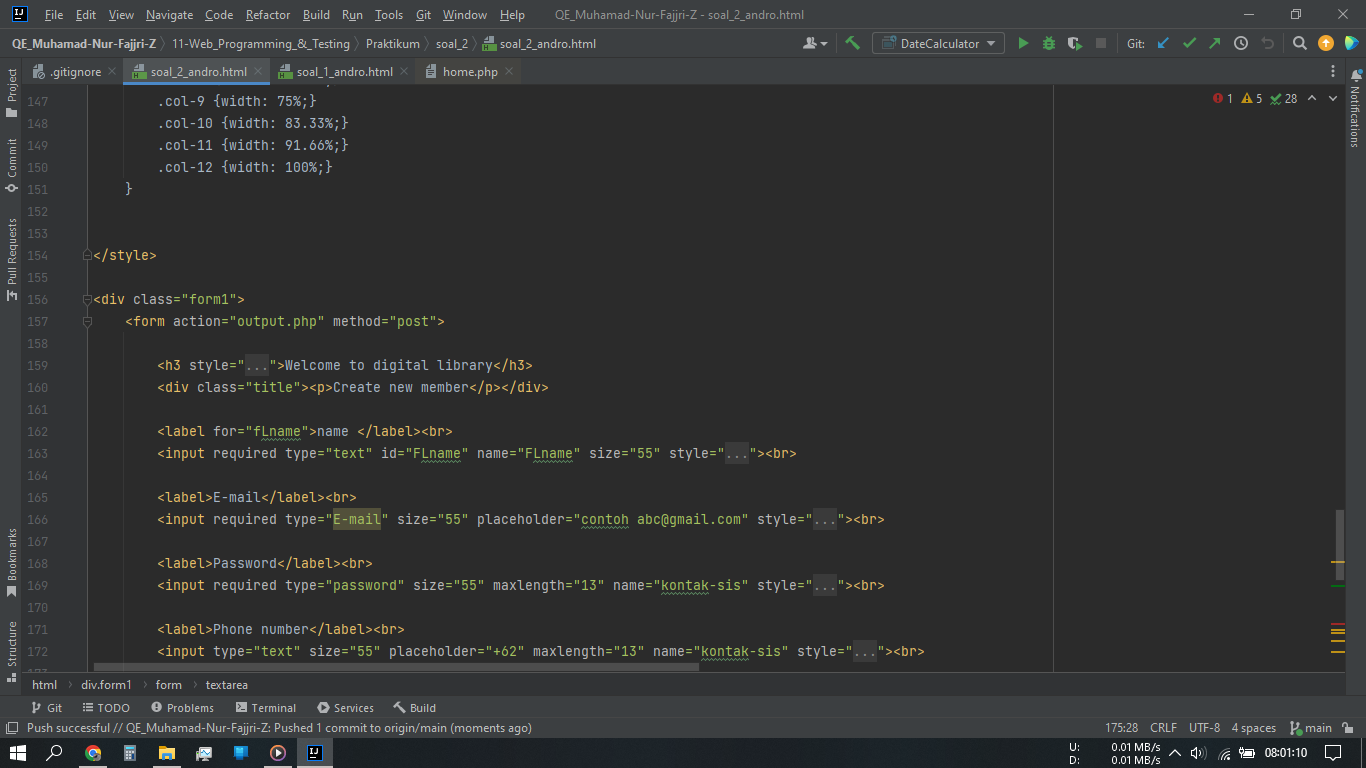 File Edit View Navigate Code Refactor Build Run Tools Git Window Help QE_Muhamad-Nur-Fajjri-Z - soal_2_andro.html
QE_Muhamad-Nur-Fajjri-Z 11-Web_Programming_&_Testing Praktikum soal_2 soal_2_andro.html DateCalculator Git:
.gitignore soal_2_andro.html soal_1_andro.html home.php
Project
Commit
Pull Requests
Bookmarks
Structure
Notifications
1 5 28
147 .col-9 {width: 75%;}
148 .col-10 {width: 83.33%;}
149 .col-11 {width: 91.66%;}
150 .col-12 {width: 100%;}
151 }
152
153
154 </style>
155
156 <div class="form1">
157 <form action="output.php" method="post">
158
159 <h3 style="...">Welcome to digital library</h3>
160 <div class="title"><p>Create new member</p></div>
161
162 <label for="fLname">name </label><br>
163 <input required type="text" id="FLname" name="FLname" size="55" style="..."><br>
164
165 <label>E-mail</label><br>
166 <input required type="E-mail" size="55" placeholder="contoh abc@gmail.com" style="..."><br>
167
168 <label>Password</label><br>
169 <input required type="password" size="55" maxlength="13" name="kontak-sis" style="..."><br>
170
171 <label>Phone number</label><br>
172 <input type="text" size="55" placeholder="+62" maxlength="13" name="kontak-sis" style="..."><br>
html div.form1 form textarea
Git TODO Problems Terminal Services Build
Push successful // QE_Muhamad-Nur-Fajjri-Z: Pushed 1 commit to origin/main (moments ago) 175:28 CRLF UTF-8 4 spaces main
U: 0.01 MB/s
D: 0.01 MB/s
08:01:10